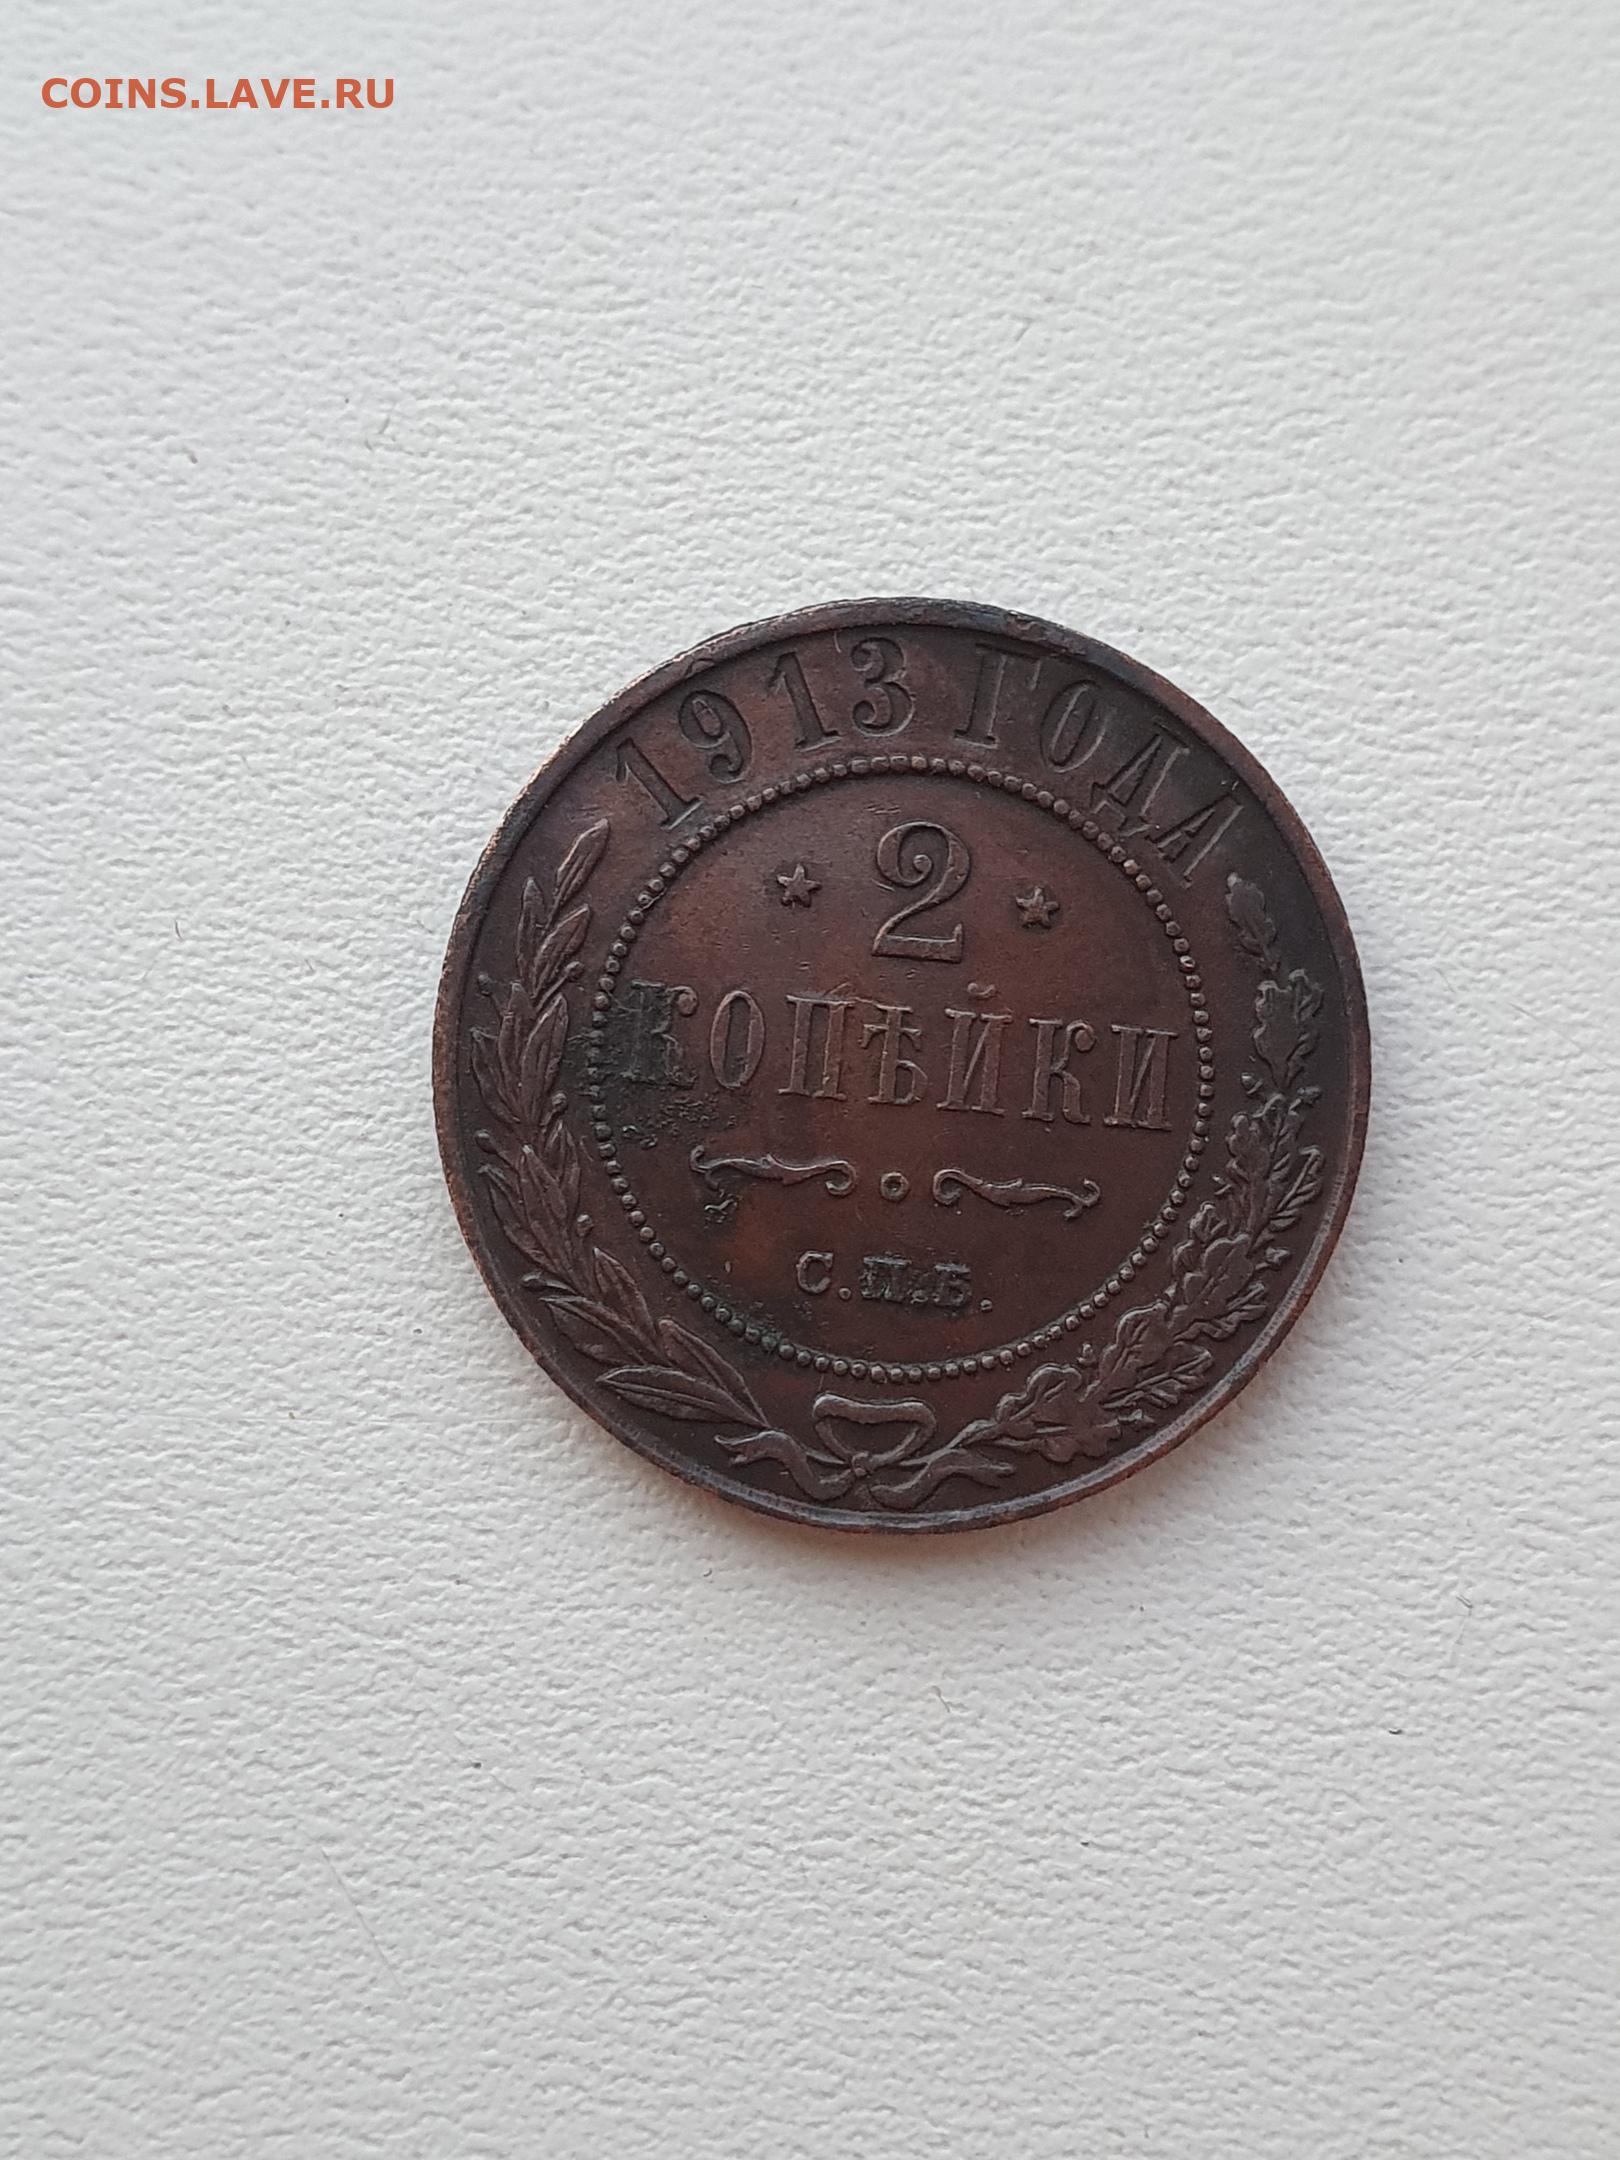 COINS.LAVE.RU
1913 ГОДА
2
КОПѢЙКИ
С.П.Б.